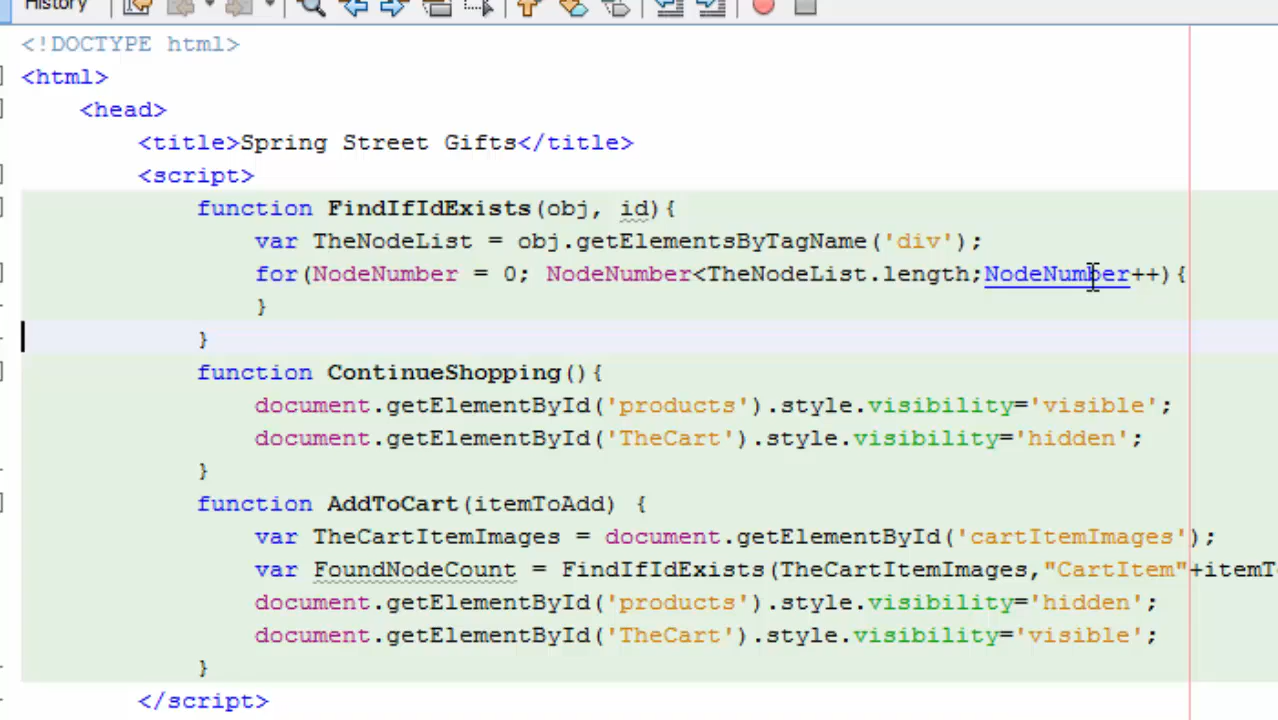 History
<!DOCTYPE html>
<html>
<head>
<title>Spring Street Gifts</title>
<script>
function FindIfIdExists(obj, id){
var TheNodeList = obj.getElementsByTagName('div');
for(NodeNumber = 0; NodeNumber<TheNodeList.length;NodeNumber++){
}
}
function ContinueShopping(){
document.getElementById('products').style.visibility='visible';
document.getElementById('TheCart').style.visibility='hidden';
}
function AddToCart(itemToAdd) {
var TheCartItemImages = document.getElementById('cartItemImages');
var FoundNodeCount = FindIfIdExists(TheCartItemImages,"CartItem"+itemT
document.getElementById('products').style.visibility='hidden';
document.getElementById('TheCart').style.visibility='visible';
}
</script>